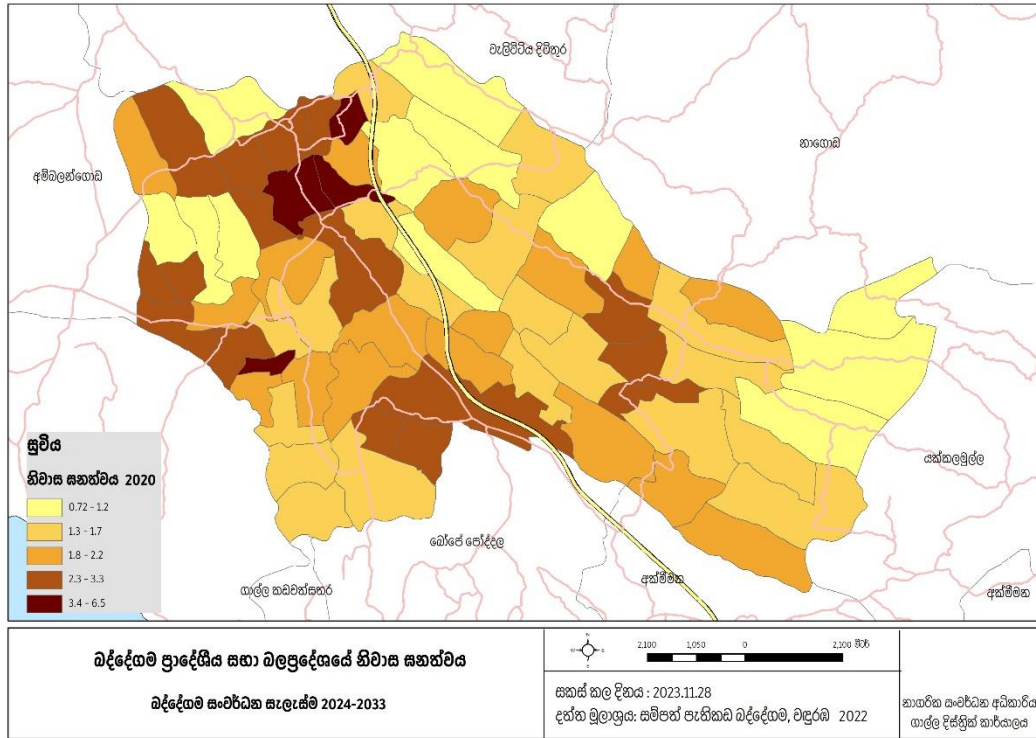 වැලිවිටිය දිවිතුර
නාගොඩ
අම්බලන්ගොඩ
යක්කලමුල්ල
බෝපේ පෝද්දල
ගාල්ල කඩවත්සතර
අක්මීමන
අක්මීමන
සූචිය
නිවාස ඝනත්වය 2020
0.72 - 1.2
1.3 - 1.7
1.8 - 2.2
2.3 - 3.3
3.4 - 6.5
බද්දේගම ප්‍රාදේශීය සභා බලප්‍රදේශයේ නිවාස ඝනත්වය
බද්දේගම සංවර්ධන සැලැස්ම 2024-2033
N
2,100 1,050 0 2,100 මීටර්
සකස් කල දිනය : 2023.11.28
දත්ත මූලාශ්‍රය: සම්පත් පැතිකඩ බද්දේගම, වඳුරඹ 2022
නාගරික සංවර්ධන අධිකාරිය
ගාල්ල දිස්ත්‍රික් කාර්යාලය